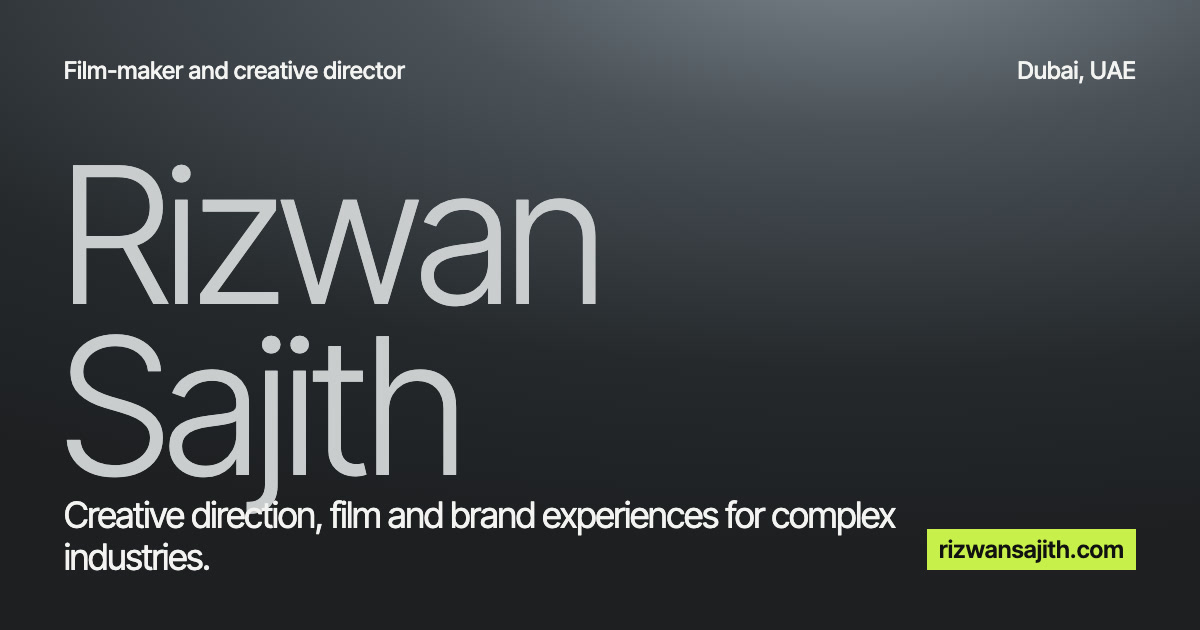 Film-maker and creative director
Dubai, UAE
Rizwan
Sajith
Creative direction, film and brand experiences for complex
industries.
rizwansajith.com